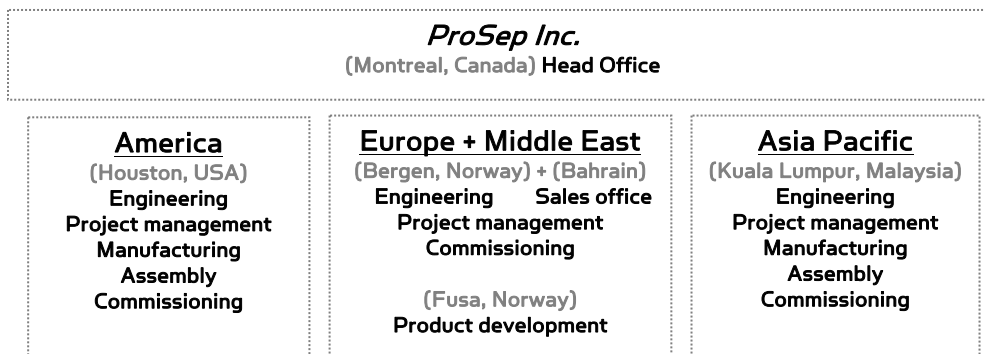 ProSep Inc.
(Montreal, Canada) Head Office
America
(Houston, USA)
Engineering
Project management
Manufacturing
Assembly
Commissioning
Europe + Middle East
(Bergen, Norway) + (Bahrain)
Engineering Sales office
Project management
Commissioning
(Fusa, Norway)
Product development
Asia Pacific
(Kuala Lumpur, Malaysia)
Engineering
Project management
Manufacturing
Assembly
Commissioning